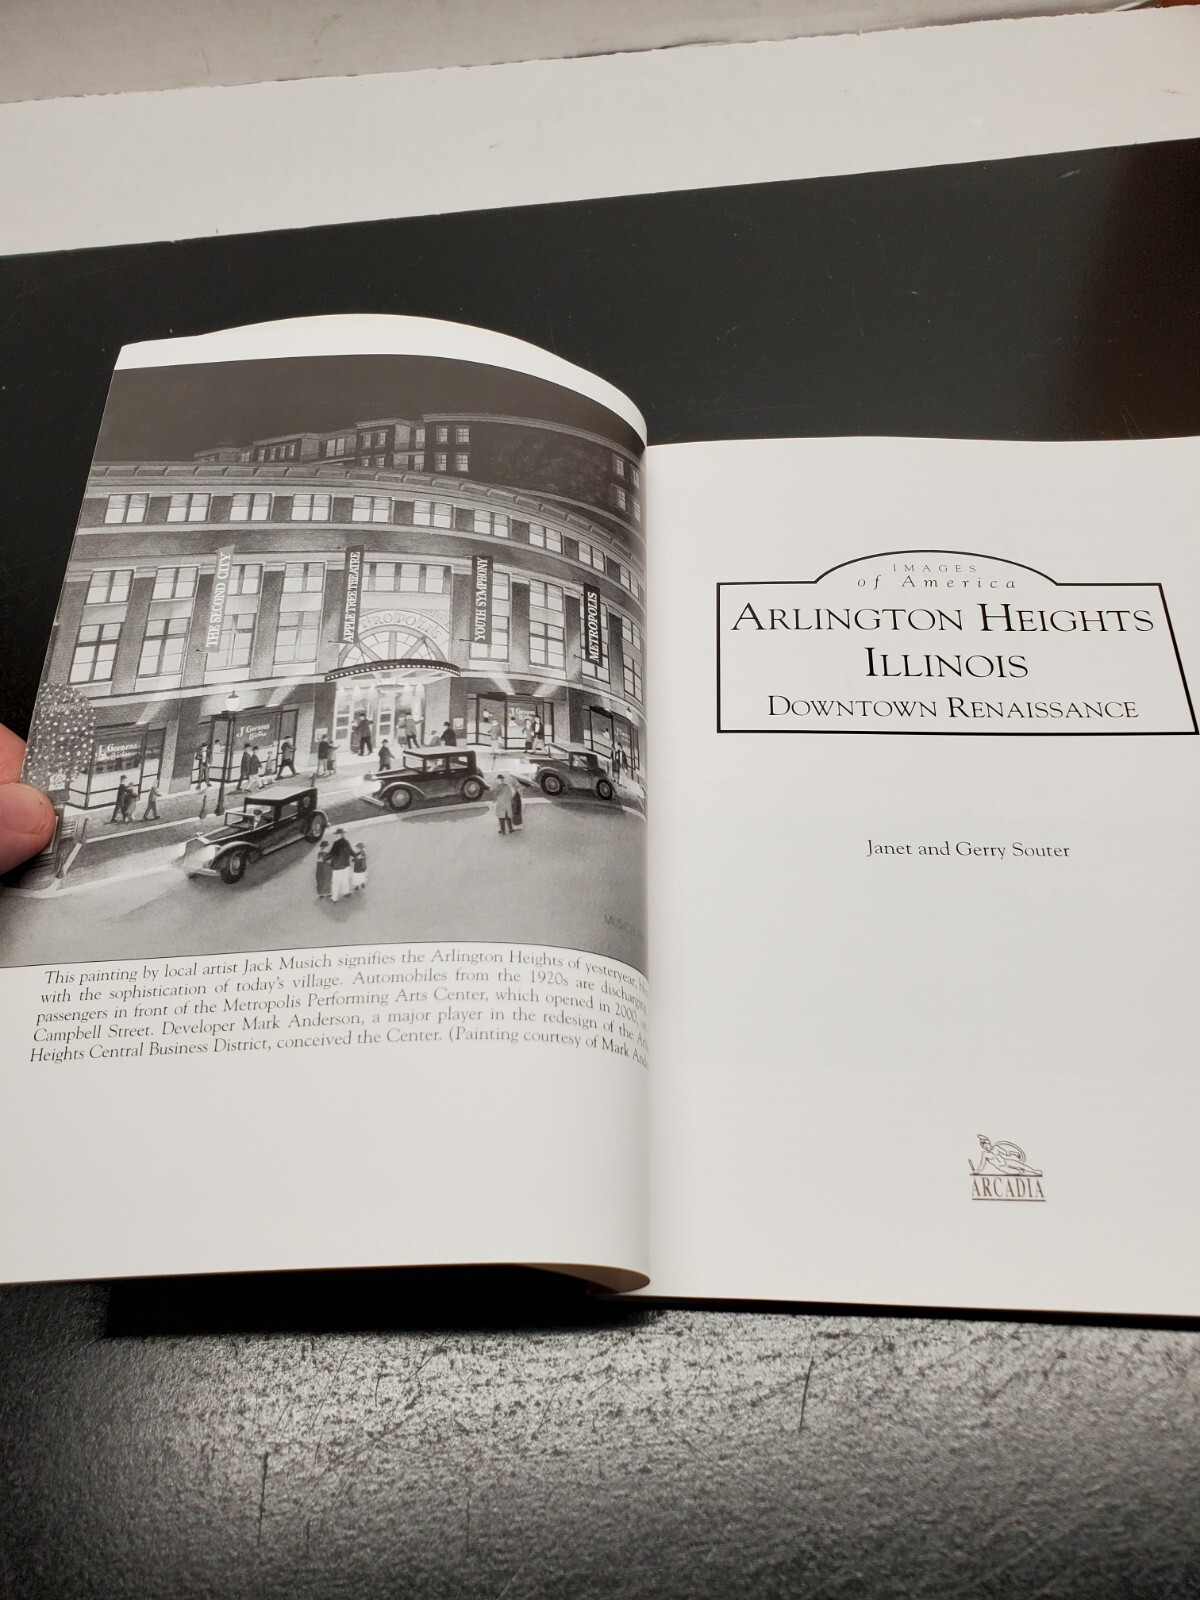 THE SECOND CITY
APPLE TREE THEATRE
YOUTH SYMPHONY
METROPOLIS
This painting by local artist Jack Musich signifies the Arlington Heights of yesteryear,
with the sophistication of today's village. Automobiles from the 1920s are discharging
passengers in front of the Metropolis Performing Arts Center, which opened in 2000,
Campbell Street. Developer Mark Anderson, a major player in the redesign of the
Heights Central Business District, conceived the Center. (Painting courtesy of Mark
IMAGES
of America
ARLINGTON HEIGHTS
ILLINOIS
DOWNTOWN RENAISSANCE
Janet and Gerry Souter
ARCADIA